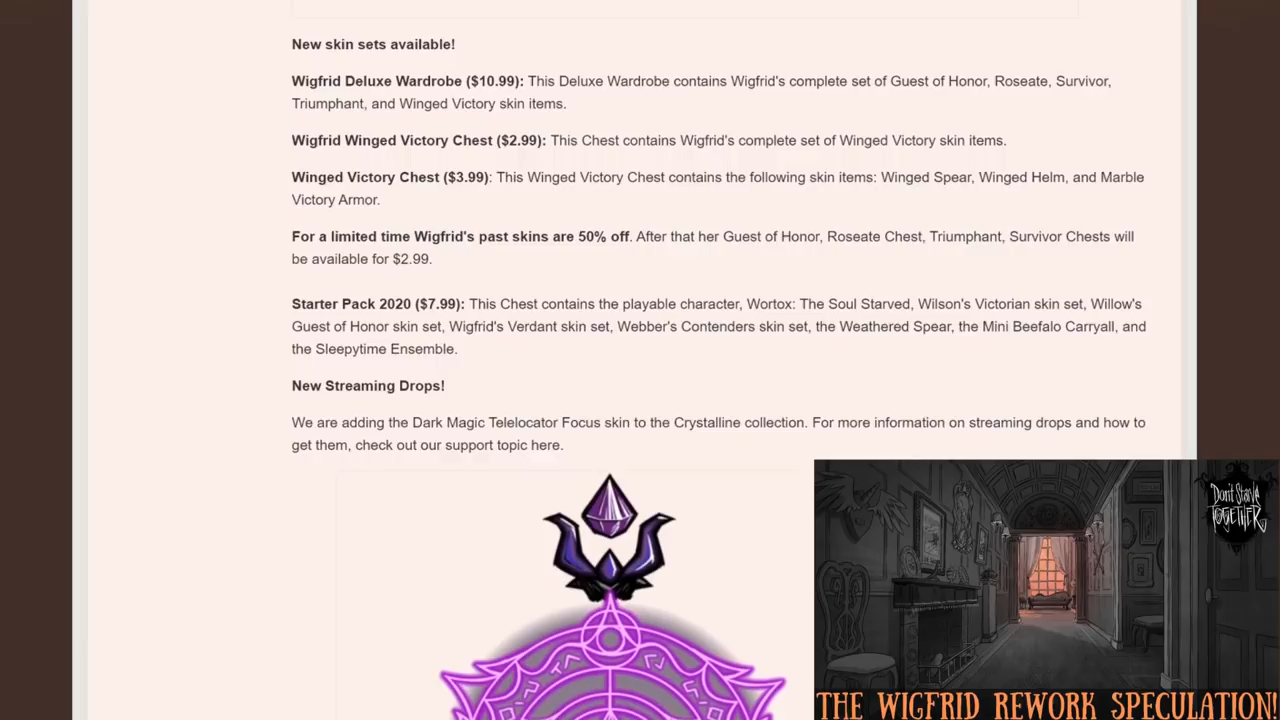 New skin sets available!
Wigfrid Deluxe Wardrobe ($10.99): This Deluxe Wardrobe contains Wigfrid's complete set of Guest of Honor, Roseate, Survivor,
Triumphant, and Winged Victory skin items.
Wigfrid Winged Victory Chest ($2.99): This Chest contains Wigfrid's complete set of Winged Victory skin items.
Winged Victory Chest ($3.99): This Winged Victory Chest contains the following skin items: Winged Spear, Winged Helm, and Marble
Victory Armor.
For a limited time Wigfrid's past skins are 50% off. After that her Guest of Honor, Roseate Chest, Triumphant, Survivor Chests will
be available for $2.99.
Starter Pack 2020 ($7.99): This Chest contains the playable character, Wortox: The Soul Starved, Wilson's Victorian skin set, Willow's
Guest of Honor skin set, Wigfrid's Verdant skin set, Webber's Contenders skin set, the Weathered Spear, the Mini Beefalo Carryall, and
the Sleepytime Ensemble.
New Streaming Drops!
We are adding the Dark Magic Telelocator Focus skin to the Crystalline collection. For more information on streaming drops and how to
get them, check out our support topic here.
Don't Starve
TOGETHER
THE WIGFRID REWORK SPECULATION!